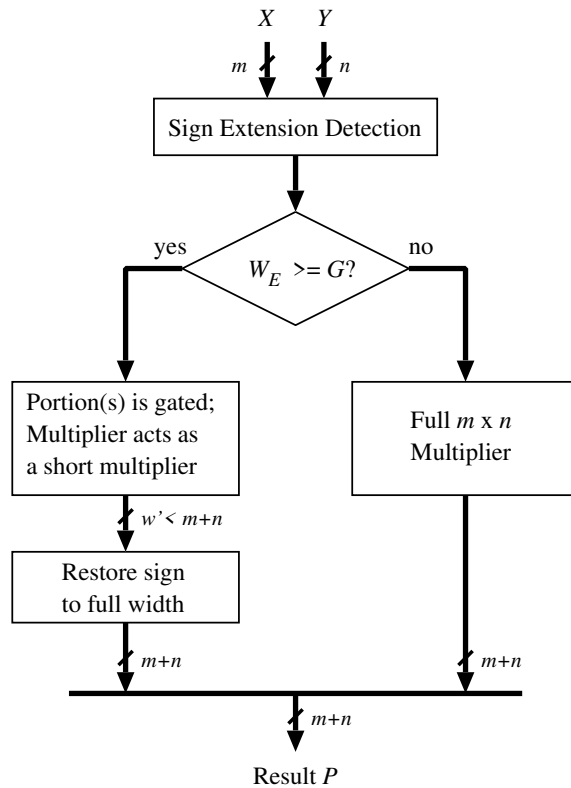 X Y
m n
Sign Extension Detection
yes no
W_E >= G?
Portion(s) is gated;
Multiplier acts as
a short multiplier
Full m x n
Multiplier
w'< m+n
Restore sign
to full width
m+n m+n
m+n
Result P